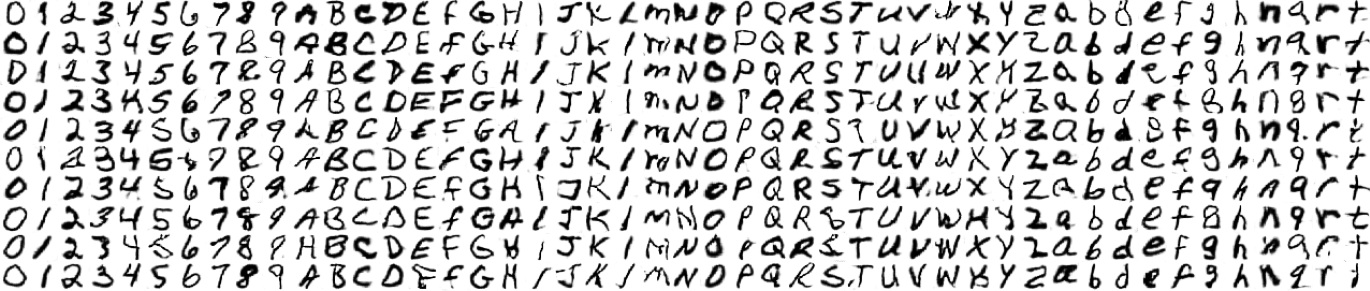 0 1 2 3 4 5 6 7 8 9 A B C D E f G H I J K L m N O P Q R S T U V W X Y Z a b d e f g h n q r t
0 1 2 3 4 5 6 7 8 9 A B C D E f G H I J K l m N O P Q R S T U V W X Y Z a b d e f g h n q r t
0 1 2 3 4 5 6 7 8 9 A B C D E F G H I J K l m N O P Q R S T U U W X X Z a b d e f g h n q r t
0 1 2 3 4 5 6 7 8 9 A B C D E F G H I J K l m N O P Q R S T U V W X Y Z a b d e f g h n g r t
0 1 2 3 4 5 6 7 8 9 A B C D E F G A I J K l m N O P Q R S T U V W X Y Z a b d g f g h n q r t
0 1 2 3 4 5 6 7 8 9 A B C D E F G H I J K l m N O P Q R S T U V W X Y Z a b d e f g h n q r t
0 1 2 3 4 5 6 7 8 9 A B C D E F G H I J K l m N O P Q R S T U V W X Y Z a b d e f g h n q r t
0 1 2 3 4 5 6 7 8 9 A B C D E f G H I J K l m N O P Q R S T U V W H Y Z a b d e f g h n q r t
0 1 2 3 4 5 6 7 8 9 H B C D E F G H I J K l m N O P Q R S T U V W X Y Z a b d e f g h n q r t
0 1 2 3 4 5 6 7 8 9 A B C D E f G H I J K l m N O P Q R S T U V W X Y Z a b d e f g h n q r t